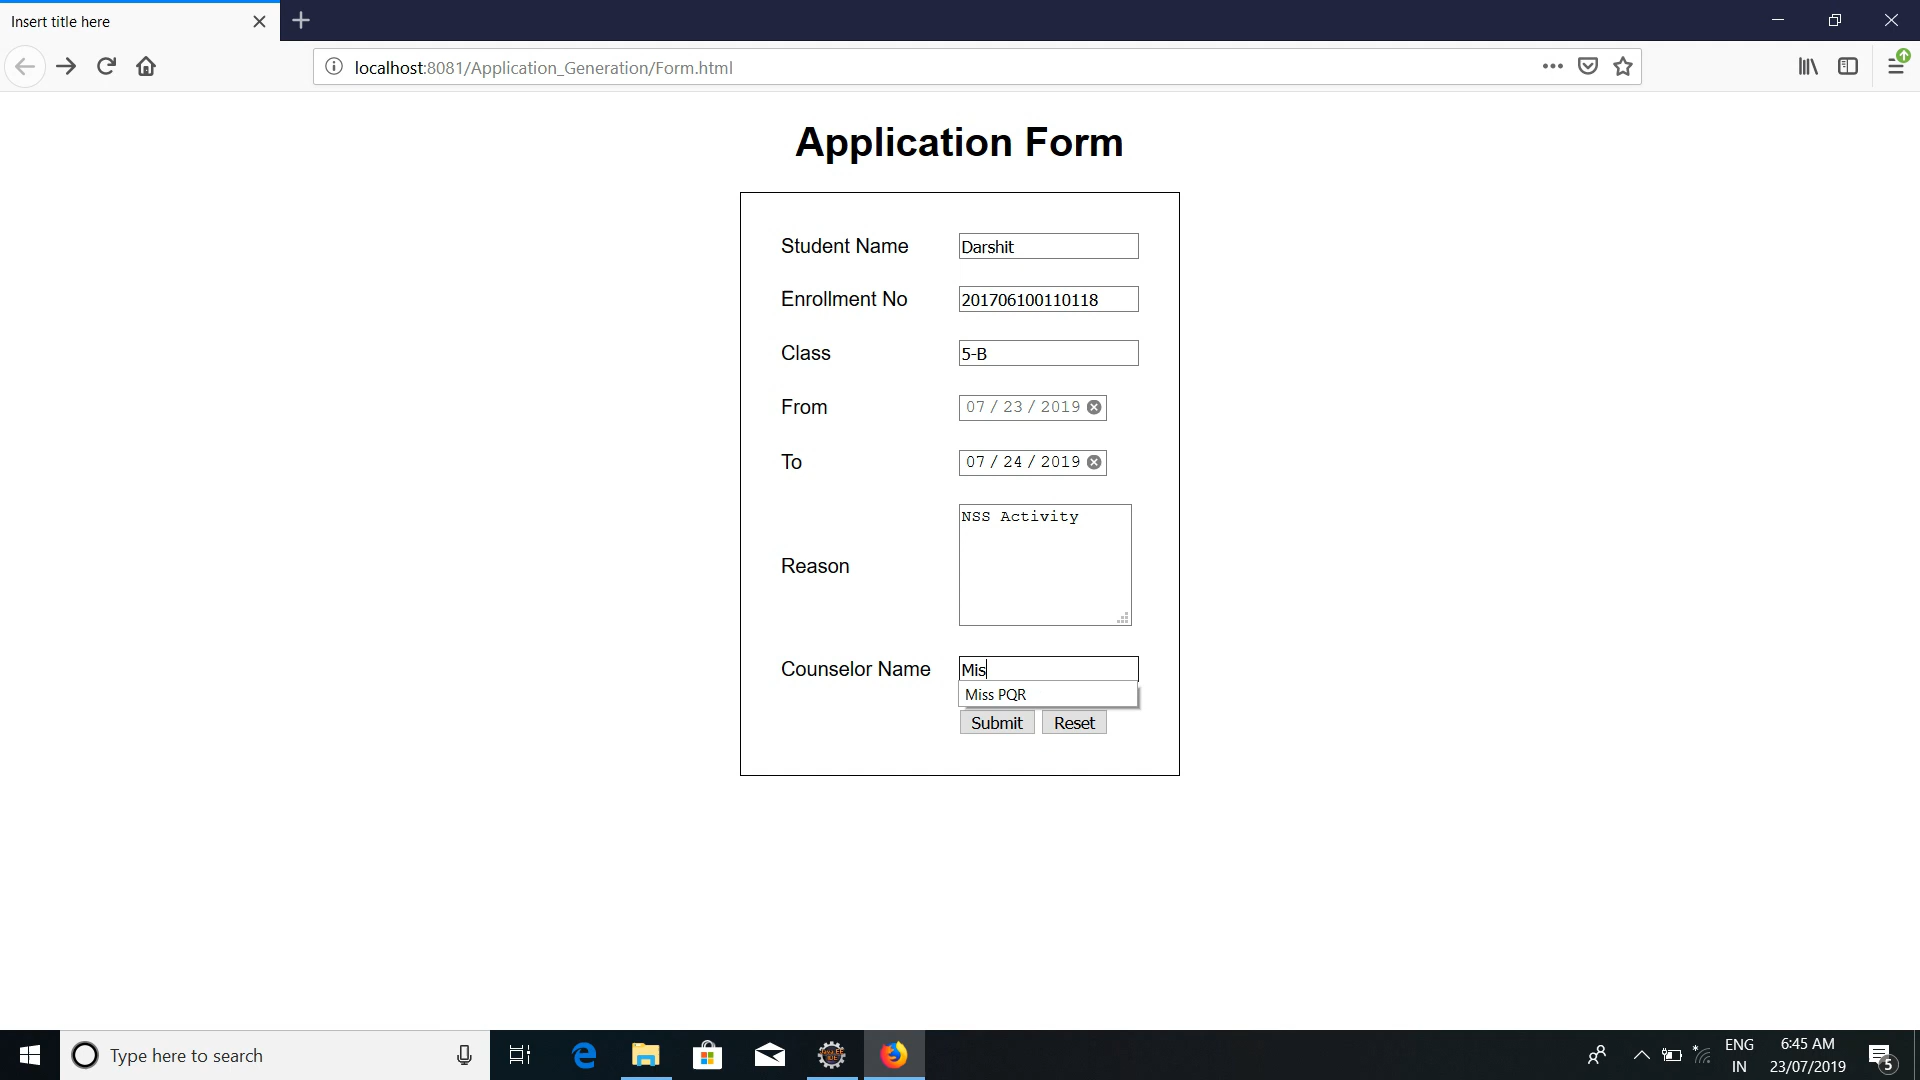 Insert title here
localhost:8081/Application_Generation/Form.html
Application Form
Student Name Darshit
Enrollment No 201706100110118
Class 5-B
From 07 / 23 / 2019
To 07 / 24 / 2019
NSS Activity
Reason
Counselor Name Mis
Miss PQR
Submit Reset
Type here to search
ENG 6:45 AM
IN 23/07/2019 5